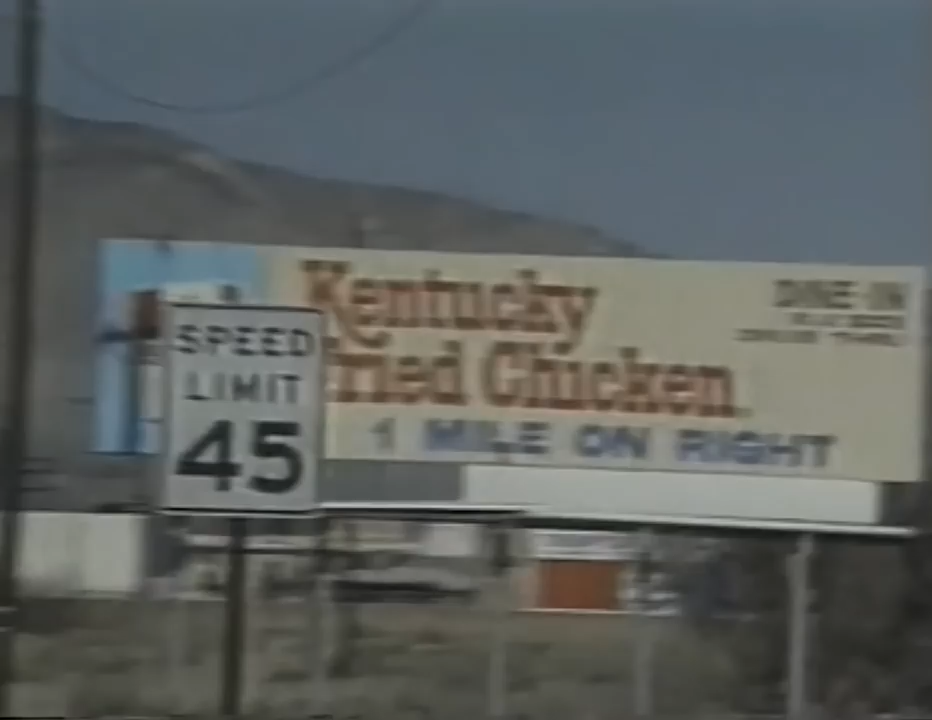 SPEED
LIMIT
45
Kentucky
Fried Chicken
1 MILE ON RIGHT
DINE-IN